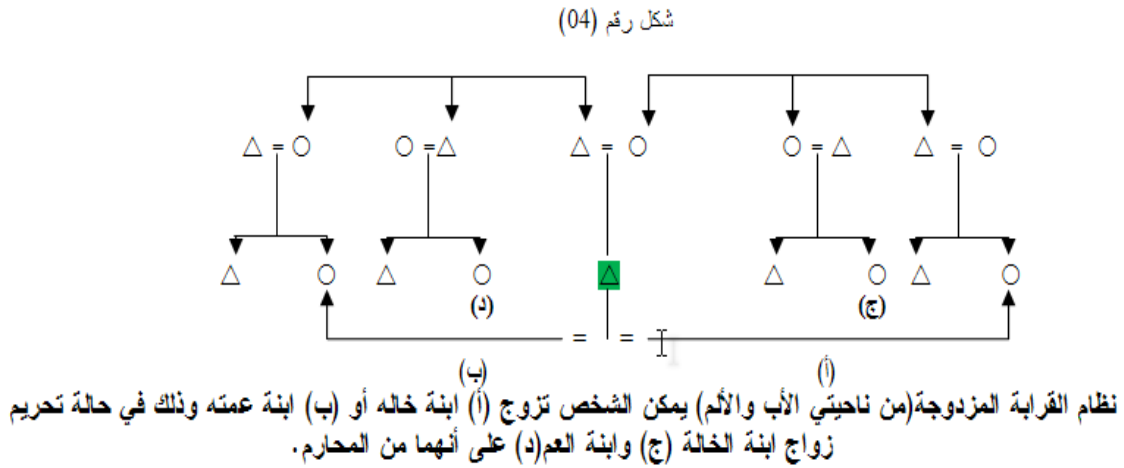 شكل رقم (04)
△ = ○ ○ = △ △ = ○ ○ = △ △ = ○
△ ○ △ ○ △ △ ○ △ ○
(د) (ج)
= =
(ب) (أ)
نظام القرابة المزدوجة(من ناحيتي الأب والألم) يمكن الشخص تزوج (أ) ابنة خاله أو (ب) ابنة عمته وذلك في حالة تحريم
زواج ابنة الخالة (ج) وابنة العم(د) على أنهما من المحارم.